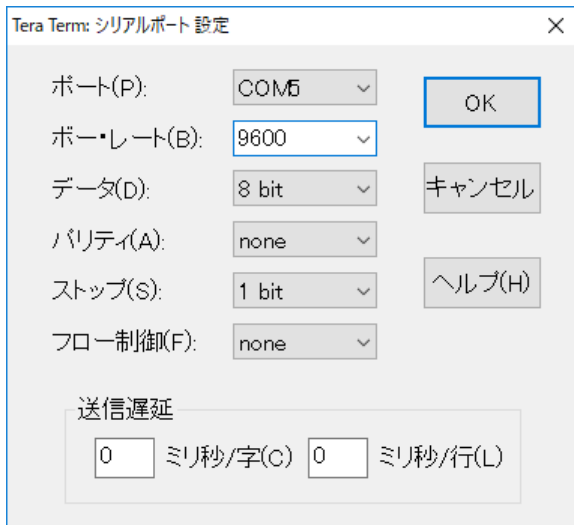 Tera Term: シリアルポート 設定
ポート(P): COM5
OK
ボー・レート(B): 9600
データ(D): 8 bit
キャンセル
パリティ(A): none
ストップ(S): 1 bit
ヘルプ(H)
フロー制御(F): none
送信遅延
0 ミリ秒/字(C) 0 ミリ秒/行(L)